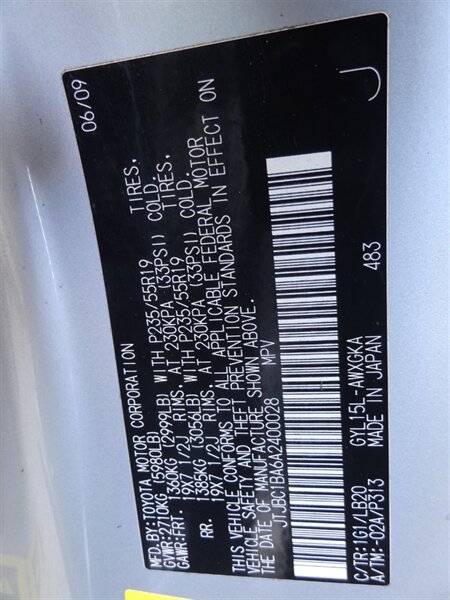 06/09
MFD.BY:TOYOTA MOTOR CORPORATION
GVWR:2710KG (5980LB)
GAWR:FRT. 1360KG (2999LB) WITH P235/55R19 TIRES.
19X7 1/2J RIMS. AT 230KPA (33PSI) COLD.
RR. 1385KG (3056LB) WITH P235/55R19 TIRES.
19X7 1/2J RIMS. AT 230KPA (33PSI) COLD.
THIS VEHICLE CONFORMS TO ALL APPLICABLE FEDERAL MOTOR
VEHICLE SAFETY AND THEFT PREVENTION STANDARDS IN EFFECT ON
THE DATE OF MANUFACTURE SHOWN ABOVE.
JTJBC1BA6A2400028 MPV
483
C/TR:1G1/LB20 GYL15L-AWXGKA
A/TM:-02A/P313 MADE IN JAPAN
J